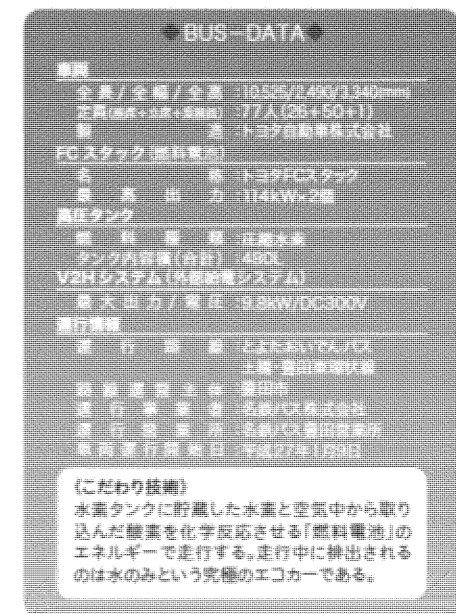 ◆BUS-DATA◆
車両
全長/全幅/全高:10,525/2,490/3,340mm
定員(座席+立席+乗務員):77人(26+50+1)
製造:トヨタ自動車株式会社
FCスタック(燃料電池)
名称:トヨタFCスタック
最高出力:114kW×2個
高圧タンク
燃料種類:圧縮水素
タンク内容積(合計):480L
V2Hシステム(外部給電システム)
最大出力/電圧:9.8kW/DC300V
運行情報
運行路線:とよたおいでんバス
土橋・豊田東環状線
路線運営主体:豊田市
運行事業者:名鉄バス株式会社
運行営業所:名鉄バス豊田営業所
車両運行開始日:平成27年1月9日
〈こだわり技術〉
水素タンクに貯蔵した水素と空気中から取り
込んだ酸素を化学反応させる「燃料電池」の
エネルギーで走行する。走行中に排出される
のは水のみという究極のエコカーである。